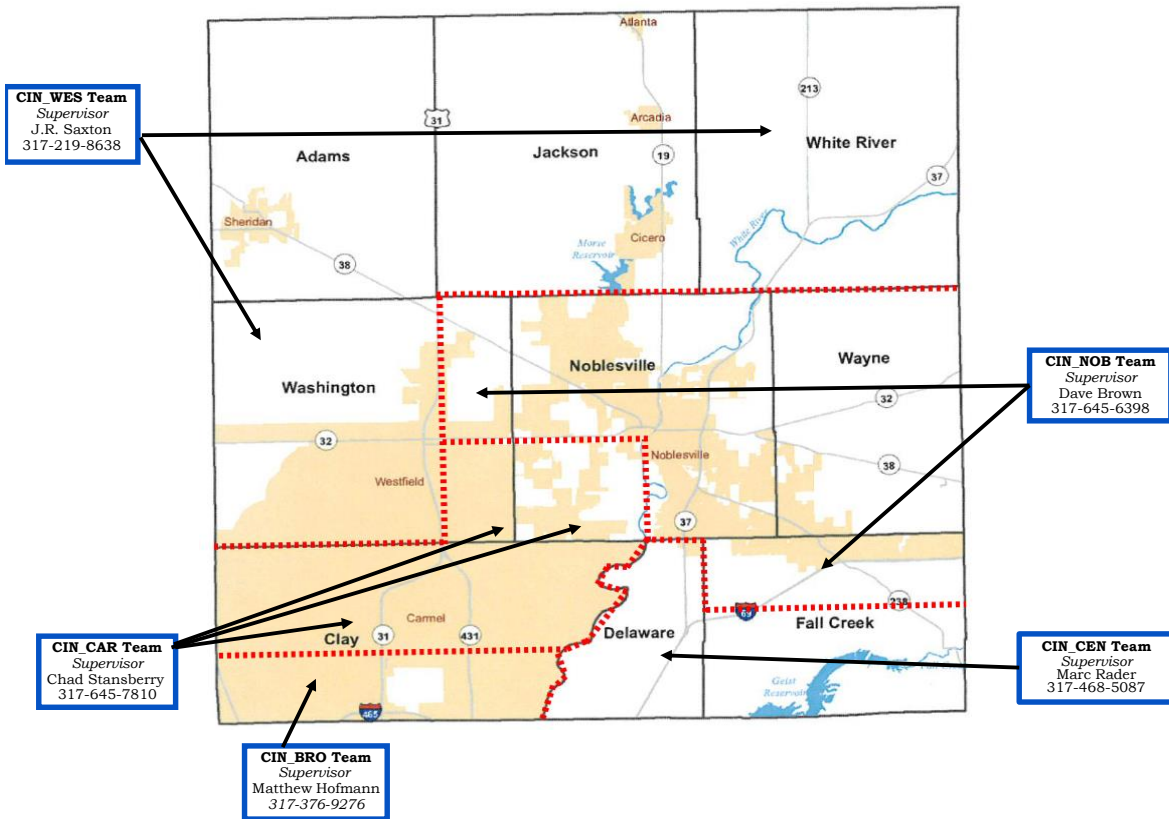 Atlanta
213
CIN_WES Team
Supervisor
J.R. Saxton
317-219-8638
31
Arcadia
White River
Adams
Jackson
19
37
Sheridan
White River
Cicero
Morse
Reservoir
38
Noblesville
Wayne
Washington
CIN_NOB Team
Supervisor
Dave Brown
317-645-6398
32
32
Noblesville
38
Westfield
37
CIN_CAR Team
Supervisor
Chad Stansberry
317-645-7810
Carmel
Clay
31
431
Delaware
69
238
Fall Creek
CIN_CEN Team
Supervisor
Marc Rader
317-468-5087
Geist
Reservoir
465
CIN_BRO Team
Supervisor
Matthew Hofmann
317-376-9276